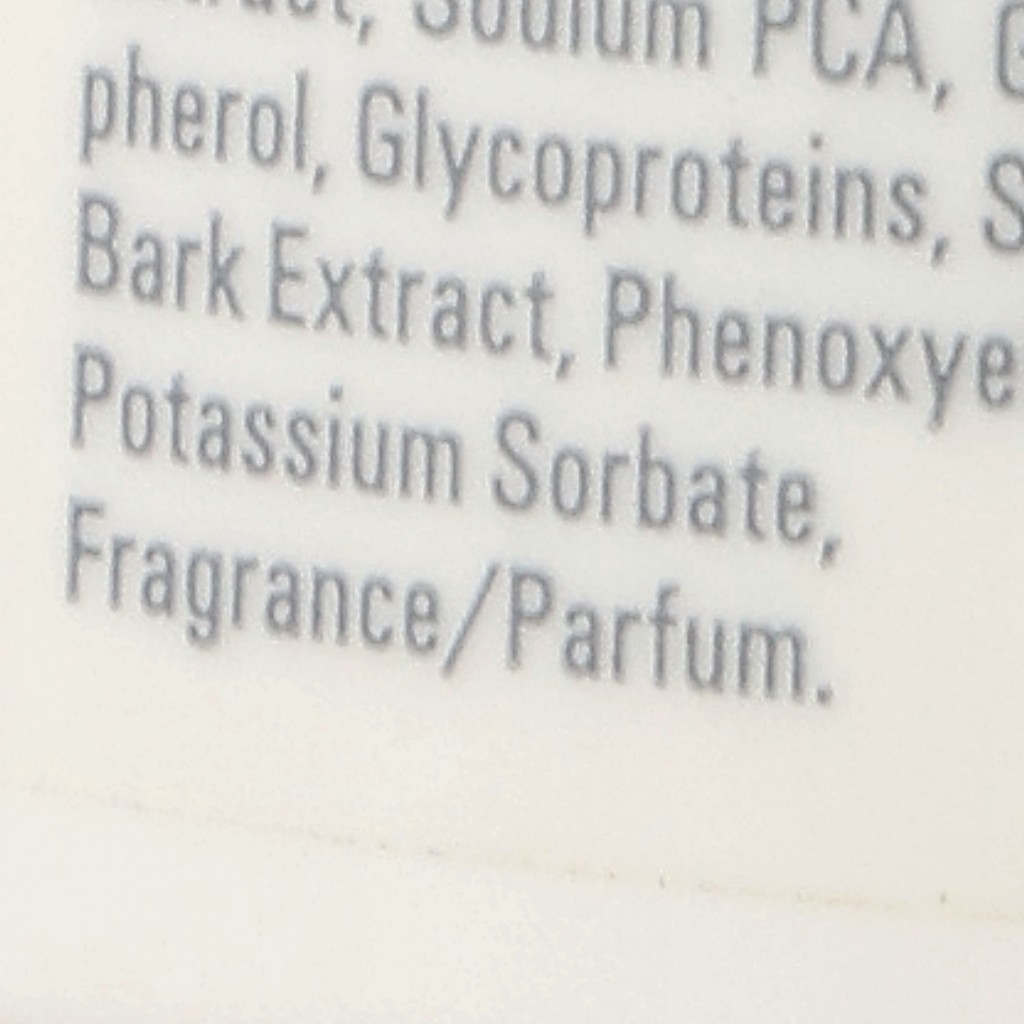 Sodium PCA,
pherol, Glycoproteins,
Bark Extract,
Potassium Sorbate,
Fragrance/Parfum.